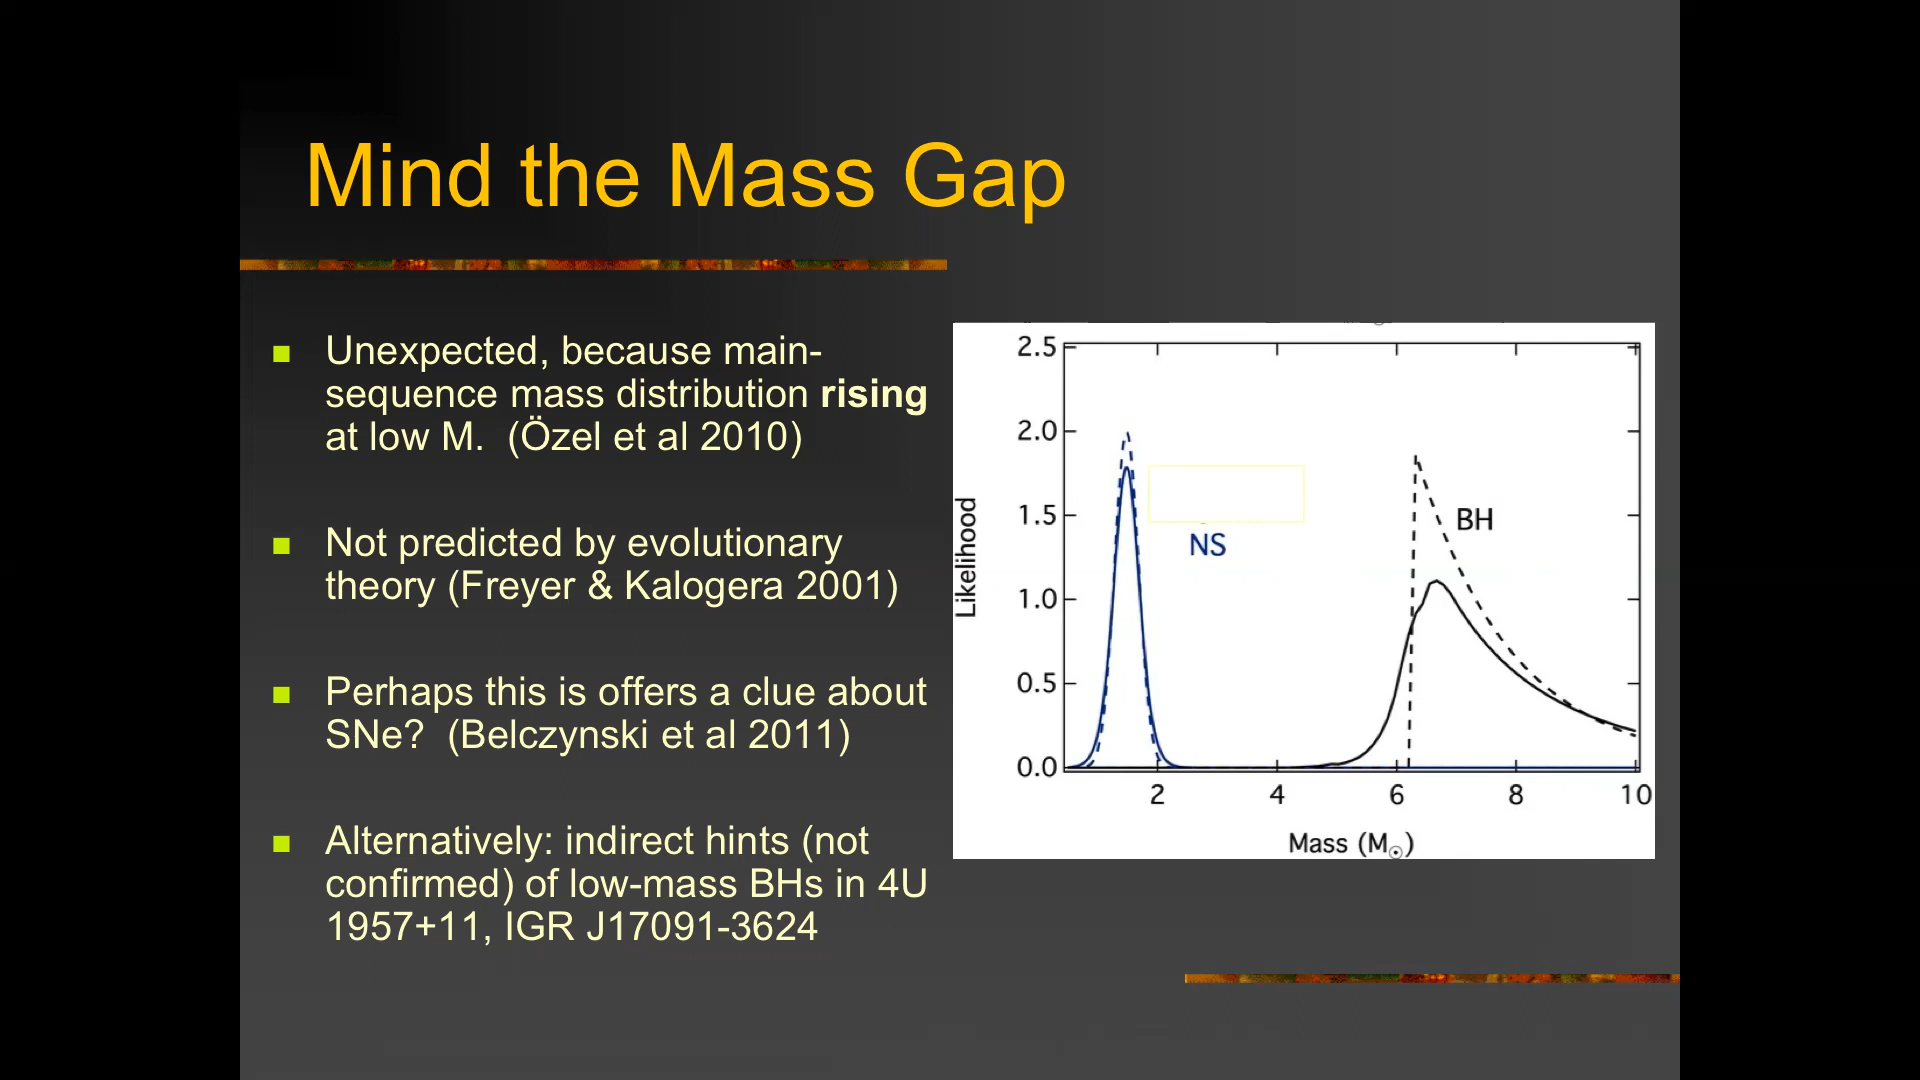 Mind the Mass Gap
Unexpected, because main-
sequence mass distribution rising
at low M. (Özel et al 2010)
Not predicted by evolutionary
theory (Freyer & Kalogera 2001)
Perhaps this is offers a clue about
SNe? (Belczynski et al 2011)
Alternatively: indirect hints (not
confirmed) of low-mass BHs in 4U
1957+11, IGR J17091-3624
2.5
2.0
1.5
1.0
0.5
0.0
Likelihood
NS
BH
2 4 6 8 10
Mass (M☉)